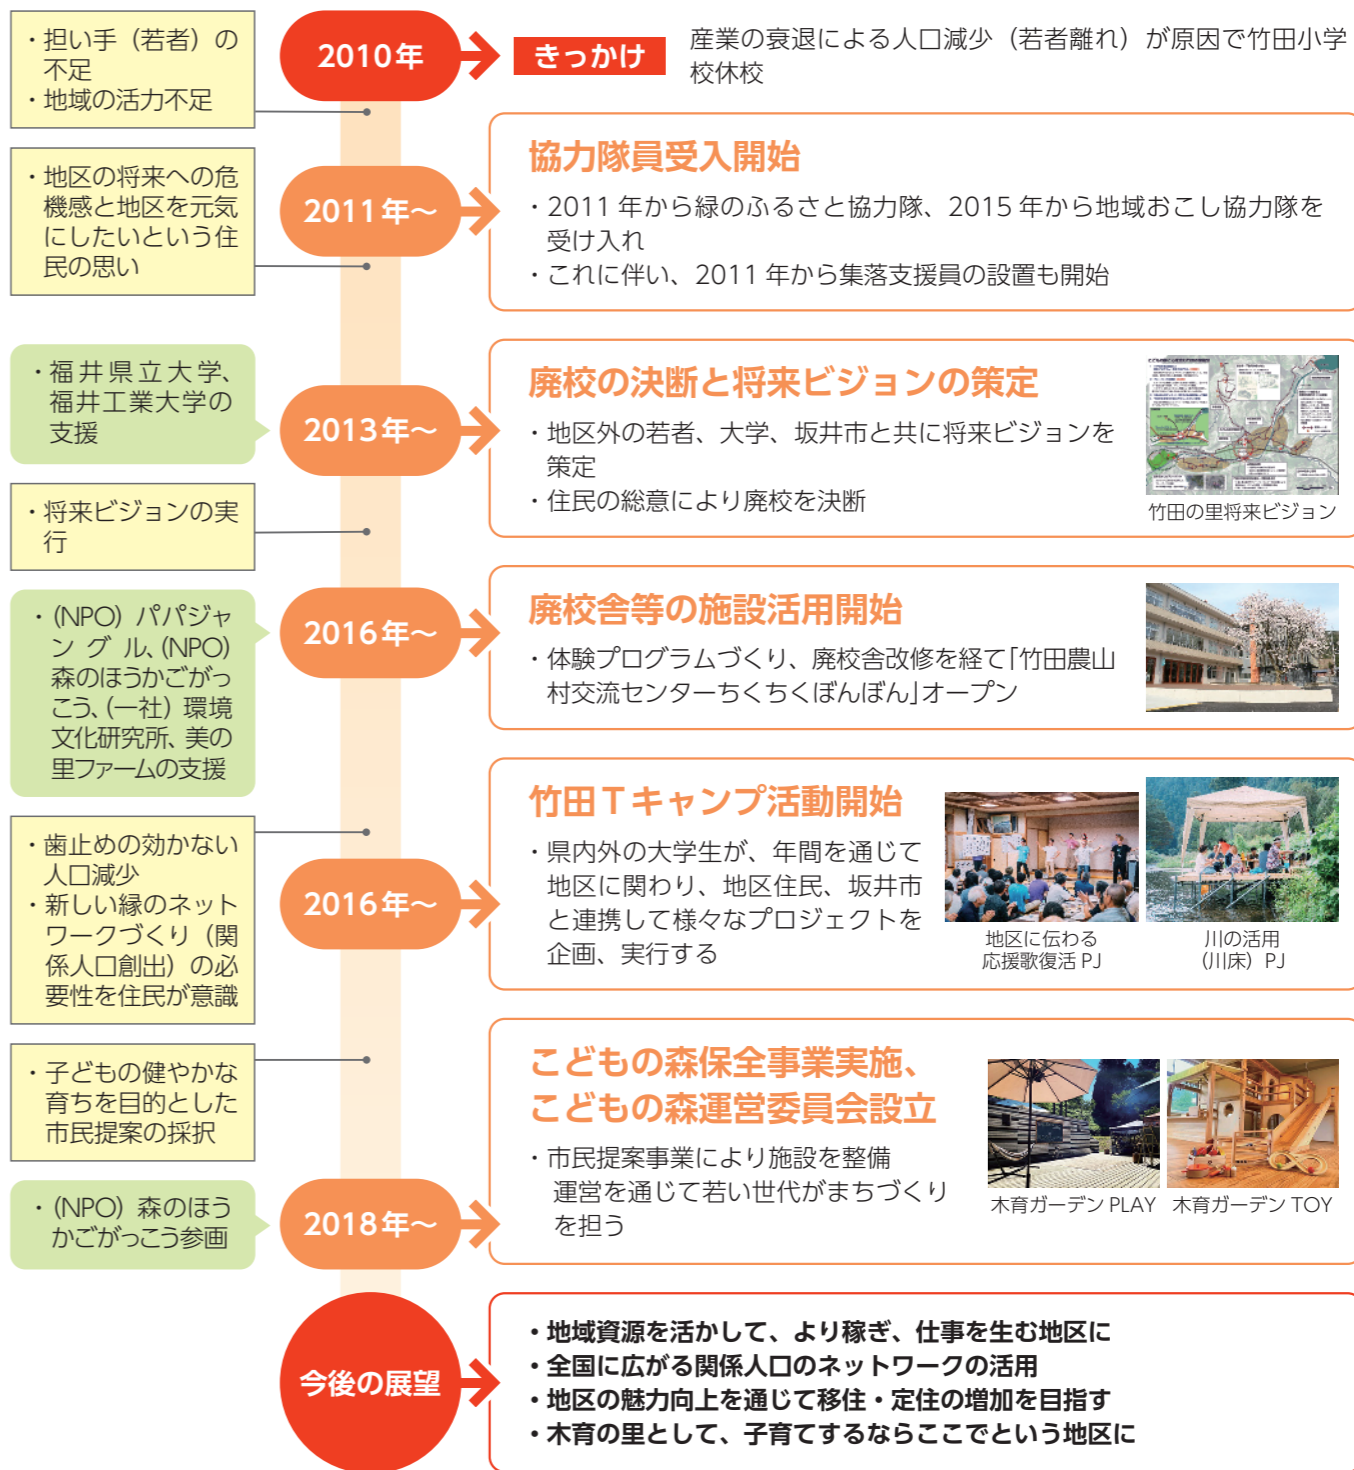 ・担い手（若者）の
不足
・地域の活力不足
2010年
きっかけ
産業の衰退による人口減少（若者離れ）が原因で竹田小学
校休校
・地区の将来への危
機感と地区を元気
にしたいという住
民の思い
2011年～
協力隊員受入開始
・2011 年から緑のふるさと協力隊、2015 年から地域おこし協力隊を
受け入れ
・これに伴い、2011 年から集落支援員の設置も開始
・福井県立大学、
福井工業大学の
支援
2013年～
廃校の決断と将来ビジョンの策定
・地区外の若者、大学、坂井市と共に将来ビジョンを
策定
・住民の総意により廃校を決断
竹田の里将来ビジョン
・将来ビジョンの実
行
・(NPO) パパジャ
ングル、(NPO)
森のほうかごがっ
こう、(一社) 環境
文化研究所、美の
里ファームの支援
2016年～
廃校舎等の施設活用開始
・体験プログラムづくり、廃校舎改修を経て「竹田農山
村交流センターちくちくぼんぼん」オープン
・歯止めの効かない
人口減少
・新しい縁のネット
ワークづくり（関
係人口創出）の必
要性を住民が意識
2016年～
竹田Ｔキャンプ活動開始
・県内外の大学生が、年間を通じて
地区に関わり、地区住民、坂井市
と連携して様々なプロジェクトを
企画、実行する
地区に伝わる
応援歌復活 PJ
川の活用
（川床）PJ
・子どもの健やかな
育ちを目的とした
市民提案の採択
・(NPO) 森のほう
かごがっこう参画
2018年～
こどもの森保全事業実施、
こどもの森運営委員会設立
・市民提案事業により施設を整備
運営を通じて若い世代がまちづくり
を担う
木育ガーデン PLAY
木育ガーデン TOY
今後の展望
・地域資源を活かして、より稼ぎ、仕事を生む地区に
・全国に広がる関係人口のネットワークの活用
・地区の魅力向上を通じて移住・定住の増加を目指す
・木育の里として、子育てするならここでという地区に